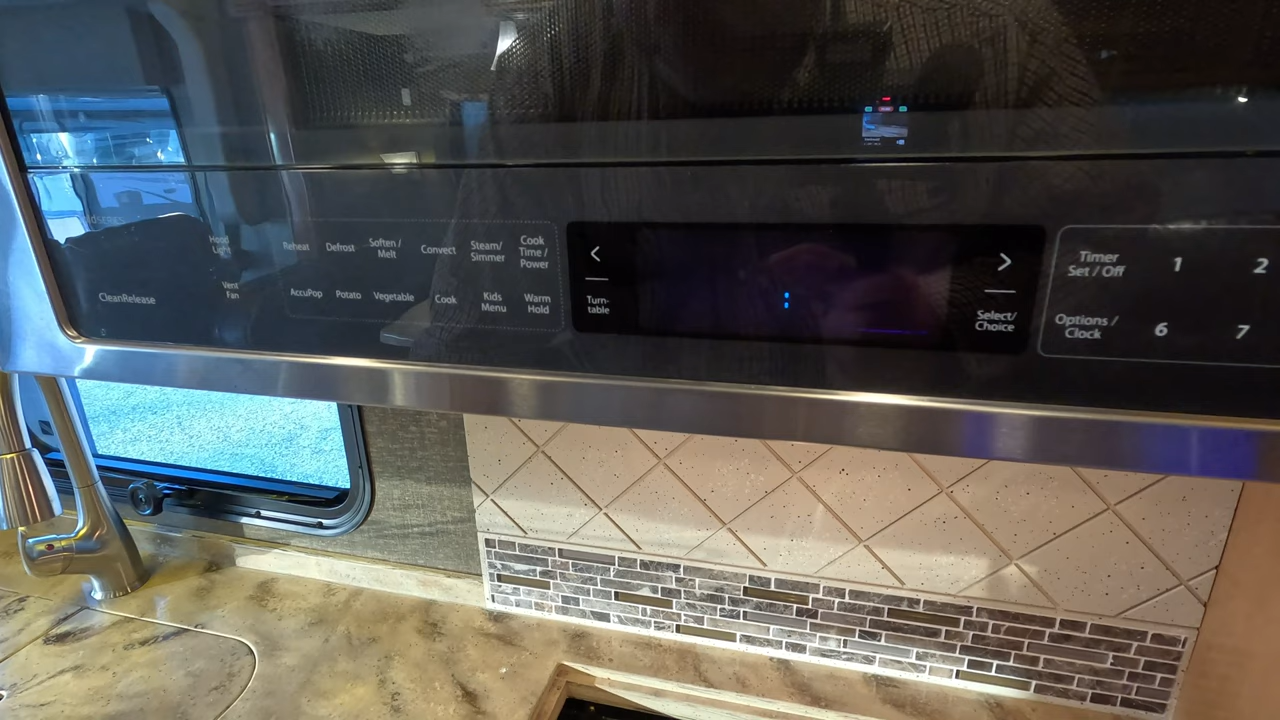 Hood
Light
Reheat
Defrost
Soften /
Melt
Convect
Steam/
Simmer
Cook
Time /
Power
<
>
Timer
Set / Off
1
2
CleanRelease
Vent
Fan
AccuPop
Potato
Vegetable
Cook
Kids
Menu
Warm
Hold
Turn-
table
:
Select/
Choice
Options /
Clock
6
7